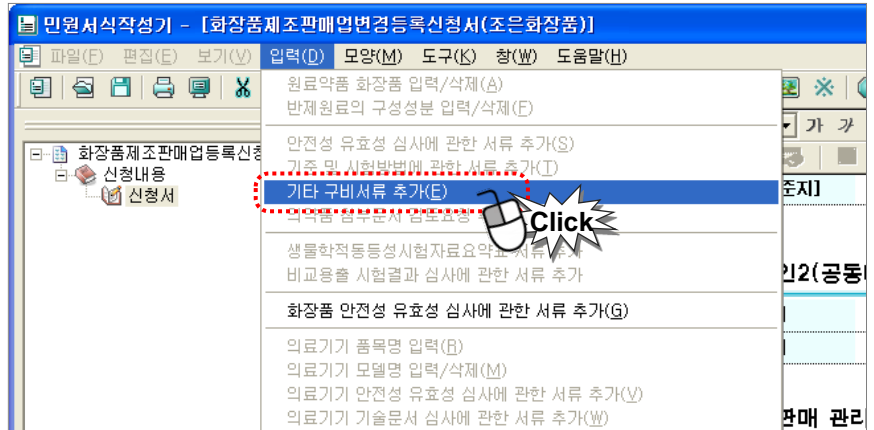 민원서식작성기 - [화장품제조판매업변경등록신청서(조은화장품)]
파일(F) 편집(E) 보기(V) 입력(D) 모양(M) 도구(K) 창(W) 도움말(H)
원료약품 화장품 입력/삭제(A)
반제원료의 구성성분 입력/삭제(F)
가 가
안전성 유효성 심사에 관한 서류 추가(S)
화장품제조판매업등록신청
기준 및 시험방법에 관한 서류 추가(T)
신청내용
기타 구비서류 추가(E)
신청서
Click
생물학적동등성시험자료요약표 서류 추가
비교용출 시험결과 심사에 관한 서류 추가
인2(공동
화장품 안전성 유효성 심사에 관한 서류 추가(G)
의료기기 품목명 입력(R)
의료기기 모델명 입력/삭제(M)
의료기기 안전성 유효성 심사에 관한 서류 추가(V)
의료기기 기술문서 심사에 관한 서류 추가(W)
판매 관리